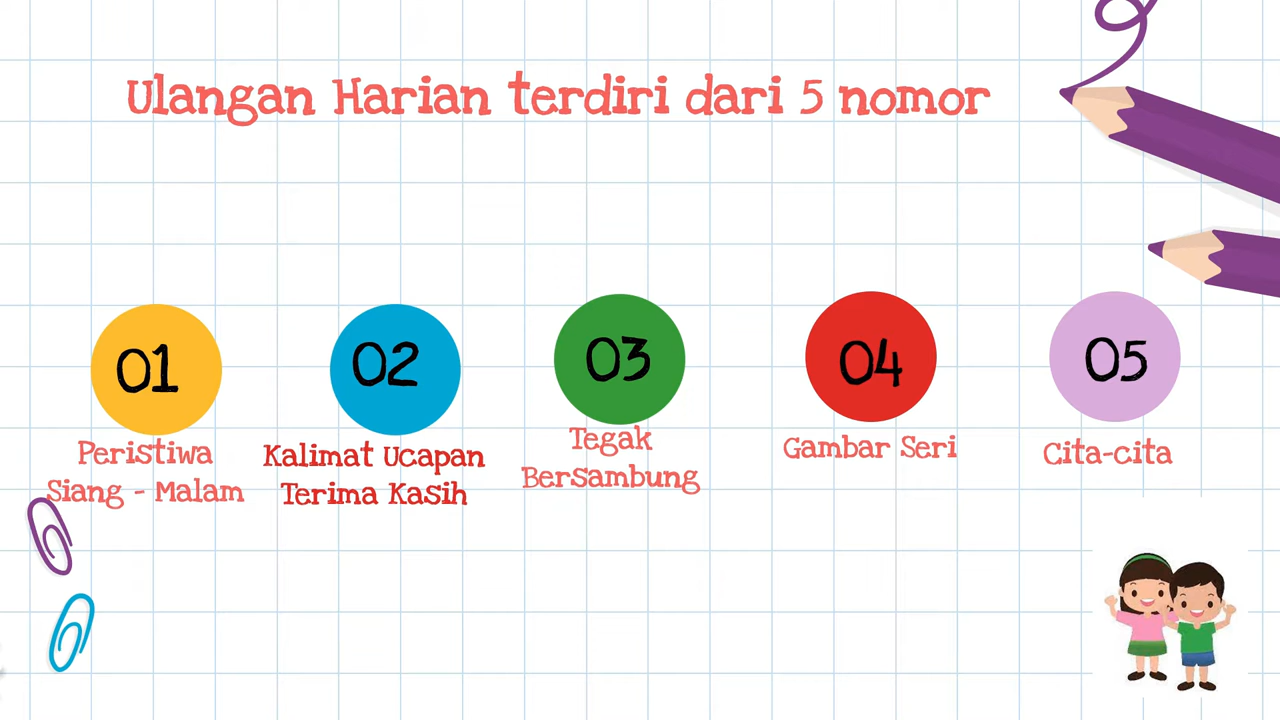 Ulangan Harian terdiri dari 5 nomor
01
Peristiwa
Siang - Malam
02
Kalimat Ucapan
Terima Kasih
03
Tegak
Bersambung
04
Gambar Seri
05
Cita-cita